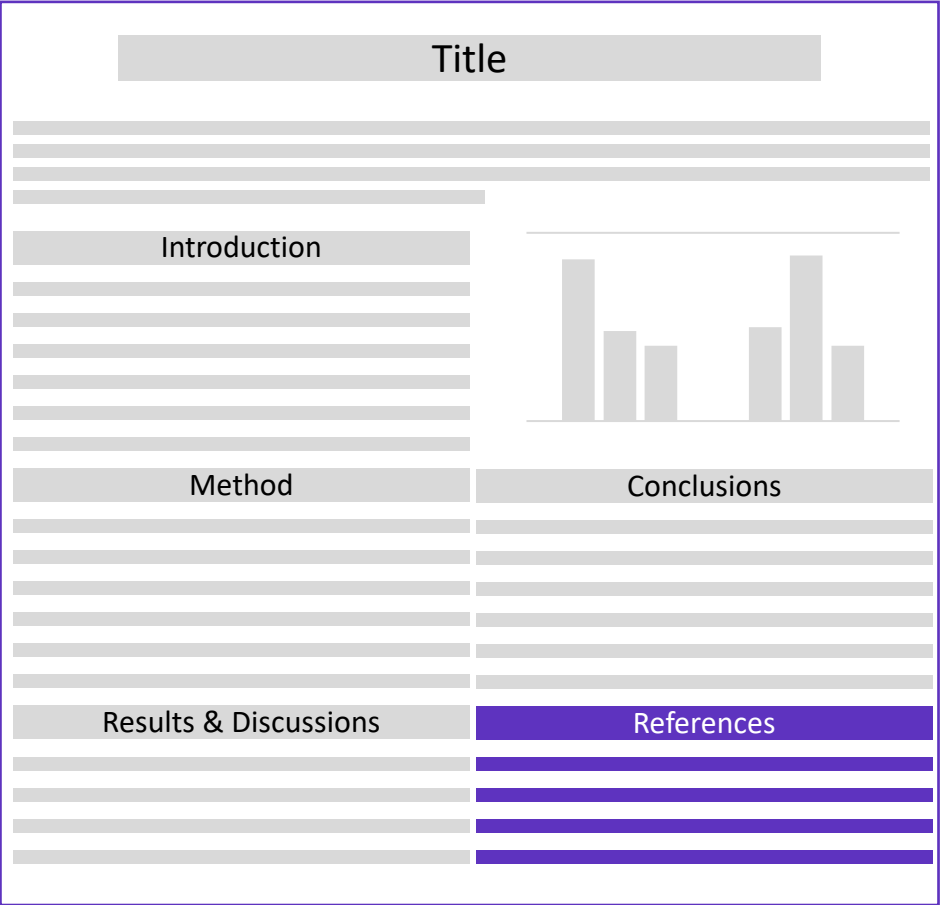 Title
Introduction
Method
Results & Discussions
Conclusions
References